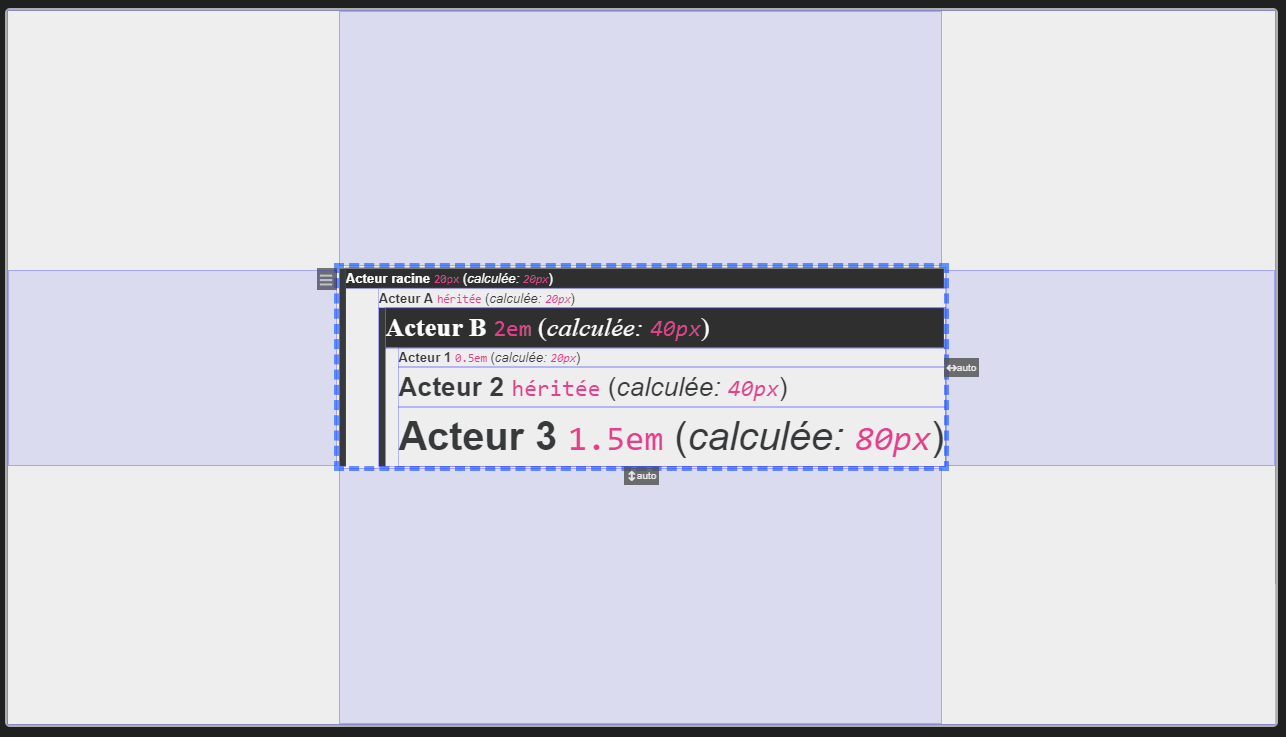 Acteur racine 20px (calculée: 20px)
Acteur A héritée (calculée: 20px)
Acteur B 2em (calculée: 40px)
Acteur 1 0.5em (calculée: 20px)
auto
Acteur 2 héritée (calculée: 40px)
Acteur 3 1.5em (calculée: 80px)
auto